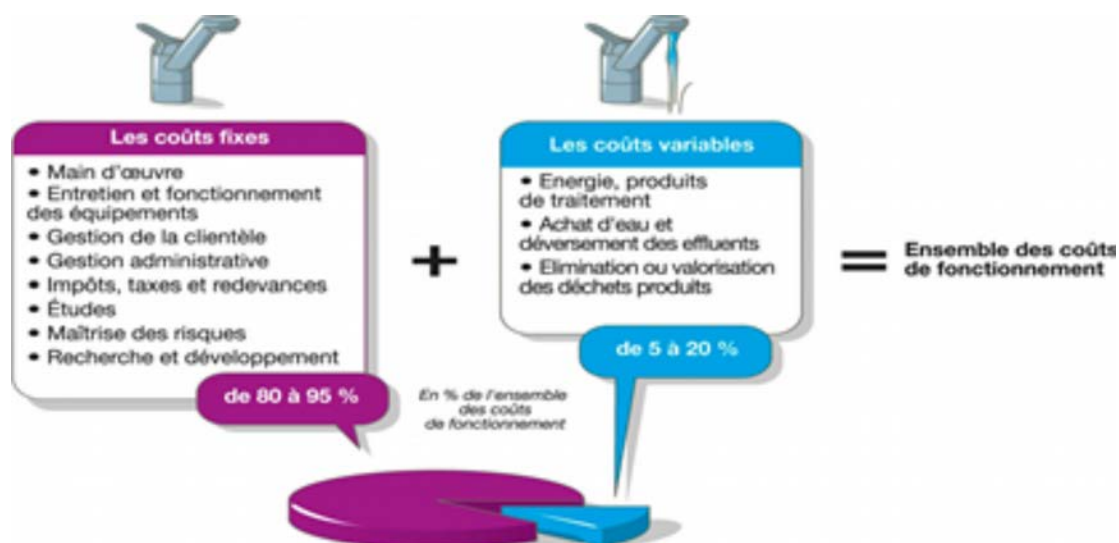 Les coûts fixes
• Main d'œuvre
• Entretien et fonctionnement
des équipements
• Gestion de la clientèle
• Gestion administrative
• Impôts, taxes et redevances
• Études
• Maîtrise des risques
• Recherche et développement
de 80 à 95 %
+
Les coûts variables
• Energie, produits
de traitement
• Achat d'eau et
déversement des effluents
• Elimination ou valorisation
des déchets produits
de 5 à 20 %
=
Ensemble des coûts
de fonctionnement
En % de l'ensemble
des coûts
de fonctionnement